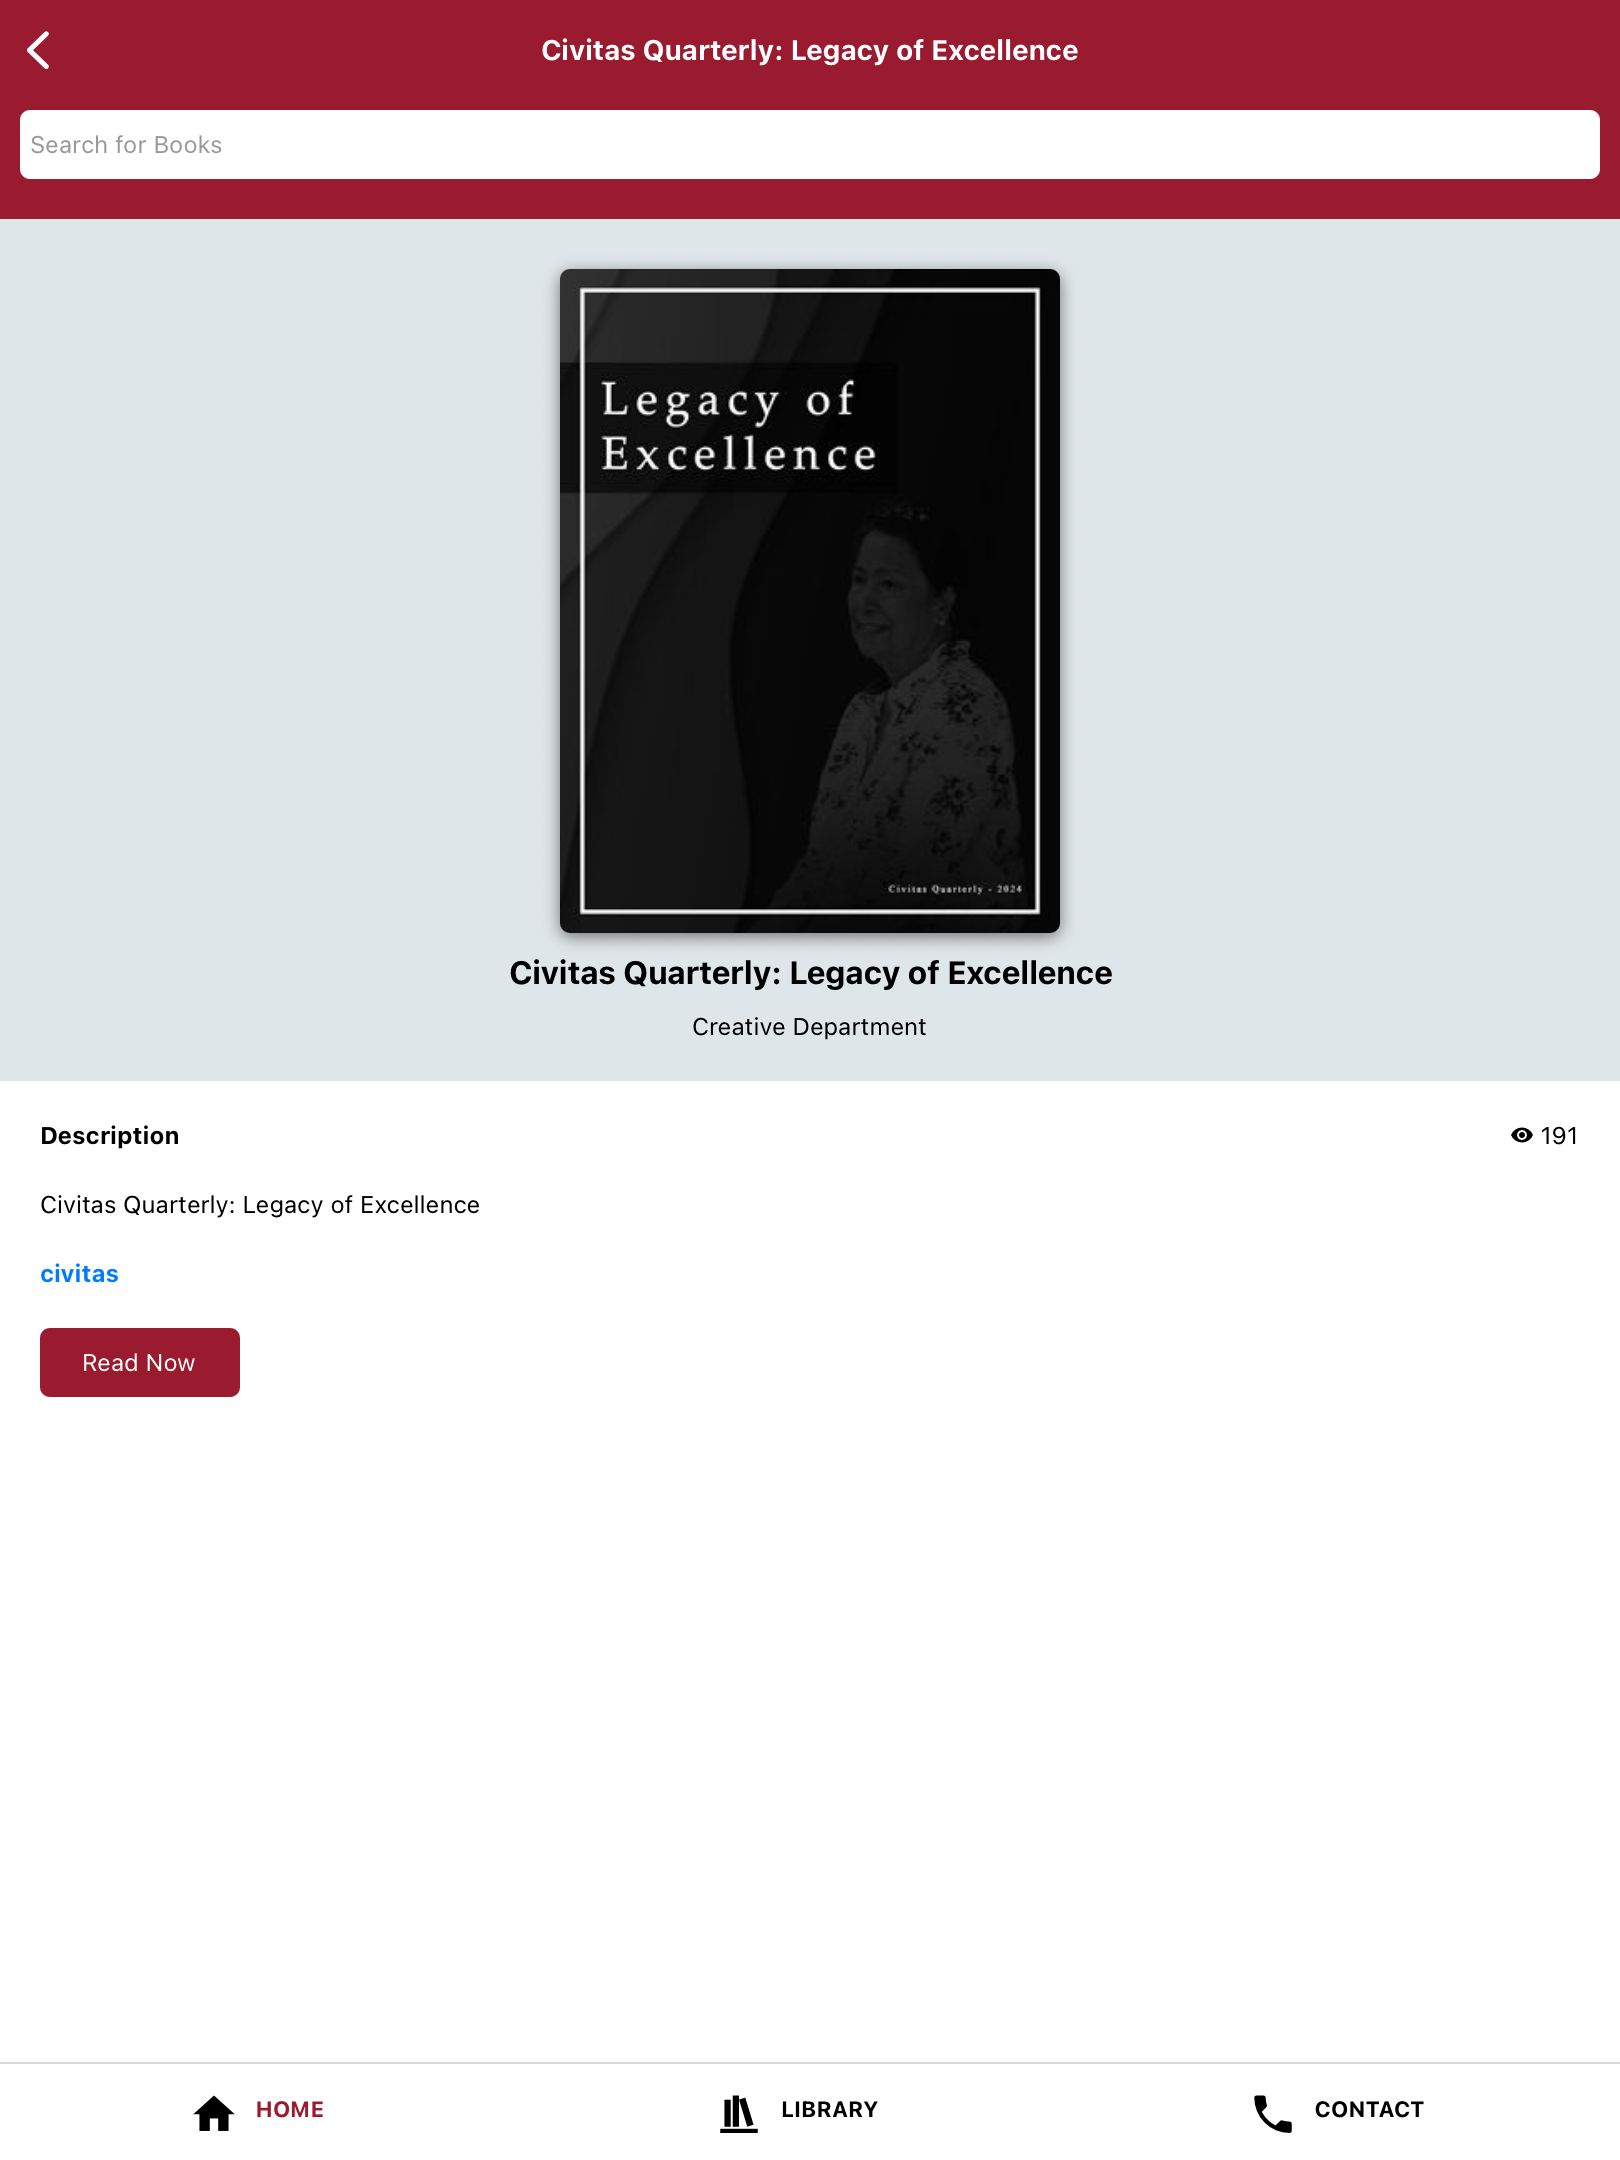 Civitas Quarterly: Legacy of Excellence
Search for Books
Legacy of
Excellence
Civitas Quarterly - 2024
Civitas Quarterly: Legacy of Excellence
Creative Department
Description
191
Civitas Quarterly: Legacy of Excellence
civitas
Read Now
HOME
LIBRARY
CONTACT